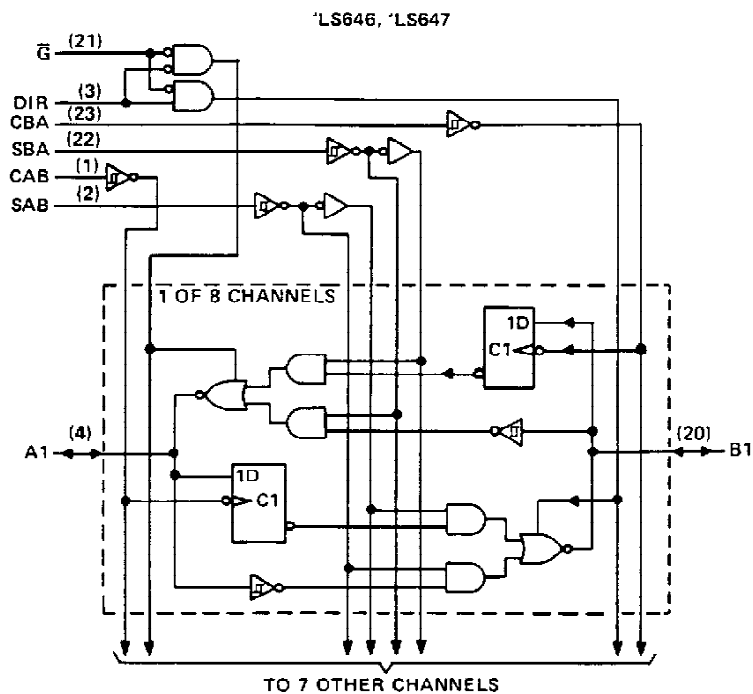 'LS646, 'LS647
G̅ (21)
DIR (3)
CBA (23)
SBA (22)
CAB (1)
SAB (2)
1 OF 8 CHANNELS
1D
C1
A1 (4)
(20) B1
1D
C1
TO 7 OTHER CHANNELS